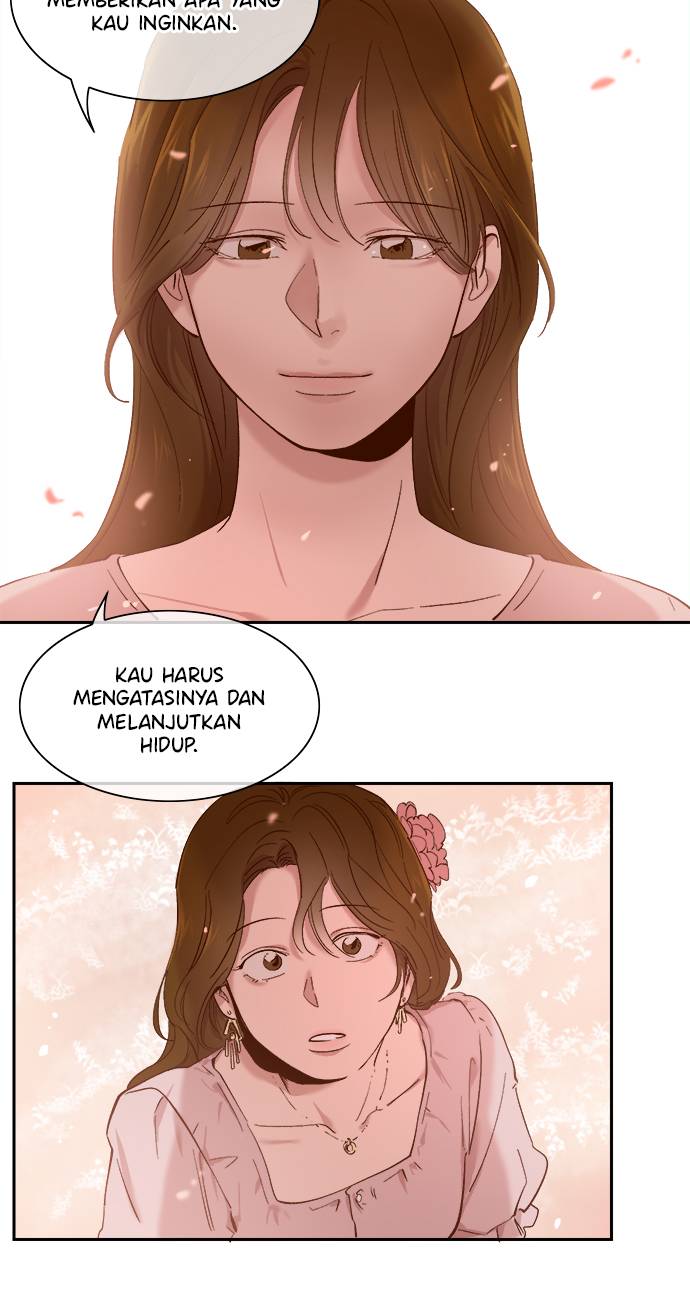 MEMBERIKAN APA YANG
KAU INGINKAN.
KAU HARUS
MENGATASINYA DAN
MELANJUTKAN
HIDUP.